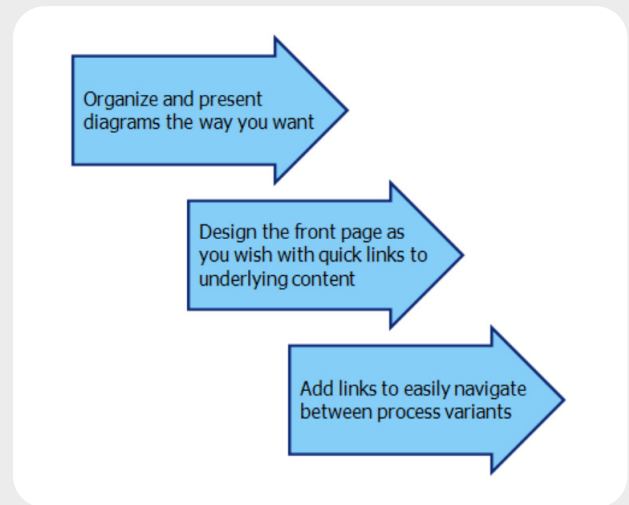 Organize and present
diagrams the way you want
Design the front page as
you wish with quick links to
underlying content
Add links to easily navigate
between process variants